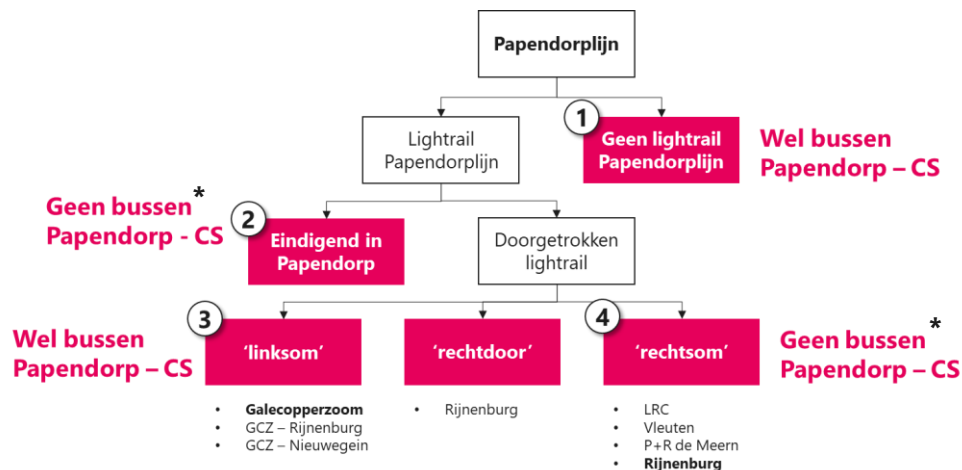 Papendorplijn
1
Lightrail
Papendorplijn
Geen lightrail
Papendorplijn
Wel bussen
Papendorp – CS
Geen bussen*
Papendorp - CS
2
Eindigend in
Papendorp
Doorgetrokken
lightrail
Wel bussen
Papendorp – CS
3
'linksom'
'rechtdoor'
4
'rechtsom'
Geen bussen*
Papendorp – CS
• Galecopperzoom
• GCZ – Rijnenburg
• GCZ – Nieuwegein
• Rijnenburg
• LRC
• Vleuten
• P+R de Meern
• Rijnenburg